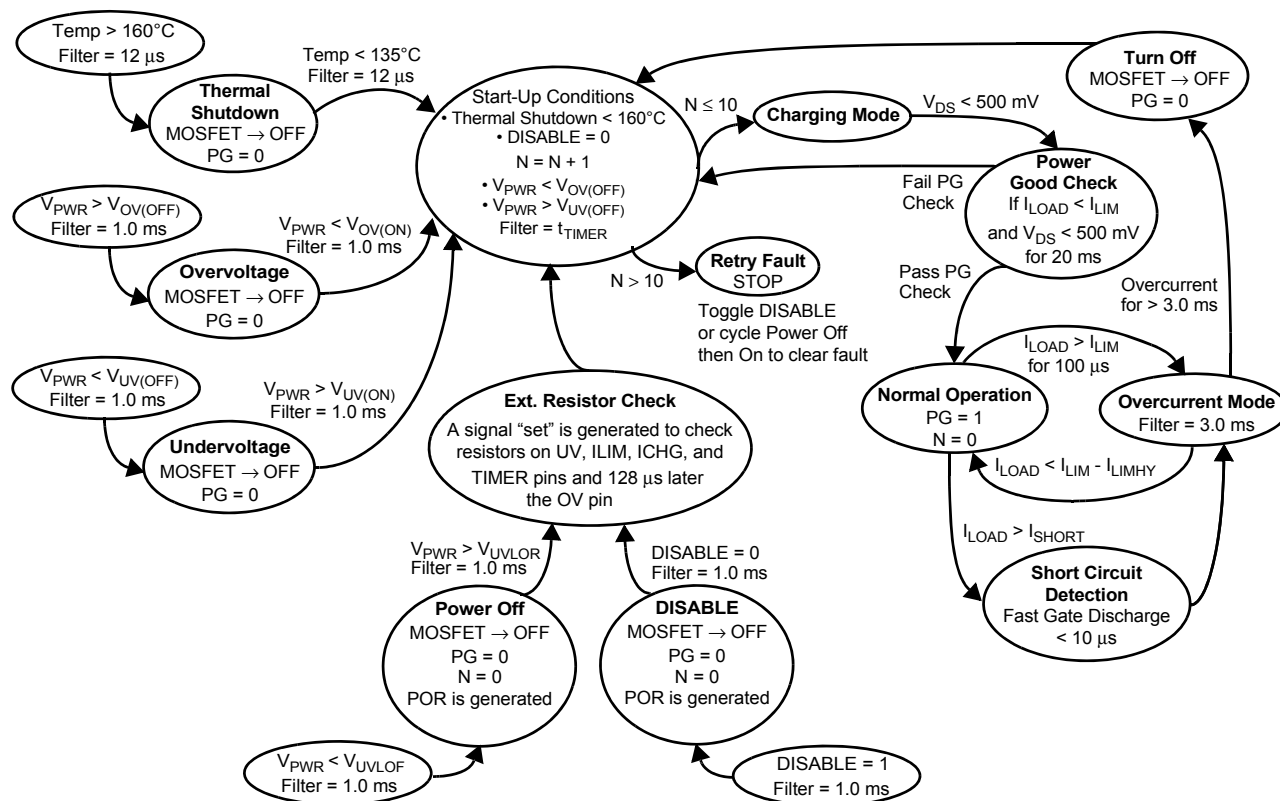 Temp > 160°C
Filter = 12 μs
Thermal
Shutdown
MOSFET → OFF
PG = 0
Temp < 135°C
Filter = 12 μs
V_PWR > V_OV(OFF)
Filter = 1.0 ms
Overvoltage
MOSFET → OFF
PG = 0
V_PWR < V_OV(ON)
Filter = 1.0 ms
V_PWR < V_UV(OFF)
Filter = 1.0 ms
Undervoltage
MOSFET → OFF
PG = 0
V_PWR > V_UV(ON)
Filter = 1.0 ms
Start-Up Conditions
• Thermal Shutdown < 160°C
• DISABLE = 0
N = N + 1
• V_PWR < V_OV(OFF)
• V_PWR > V_UV(OFF)
Filter = t_TIMER
N ≤ 10
Charging Mode
V_DS < 500 mV
Turn Off
MOSFET → OFF
PG = 0
Power
Good Check
If I_LOAD < I_LIM
and V_DS < 500 mV
for 20 ms
Fail PG
Check
N > 10
Retry Fault
STOP
Toggle DISABLE
or cycle Power Off
then On to clear fault
Pass PG
Check
Overcurrent
for > 3.0 ms
I_LOAD > I_LIM
for 100 μs
Normal Operation
PG = 1
N = 0
Overcurrent Mode
Filter = 3.0 ms
I_LOAD < I_LIM - I_LIMHY
I_LOAD > I_SHORT
Short Circuit
Detection
Fast Gate Discharge
< 10 μs
Ext. Resistor Check
A signal “set” is generated to check
resistors on UV, ILIM, ICHG, and
TIMER pins and 128 μs later
the OV pin
V_PWR > V_UVLOR
Filter = 1.0 ms
DISABLE = 0
Filter = 1.0 ms
Power Off
MOSFET → OFF
PG = 0
N = 0
POR is generated
DISABLE
MOSFET → OFF
PG = 0
N = 0
POR is generated
V_PWR < V_UVLOF
Filter = 1.0 ms
DISABLE = 1
Filter = 1.0 ms